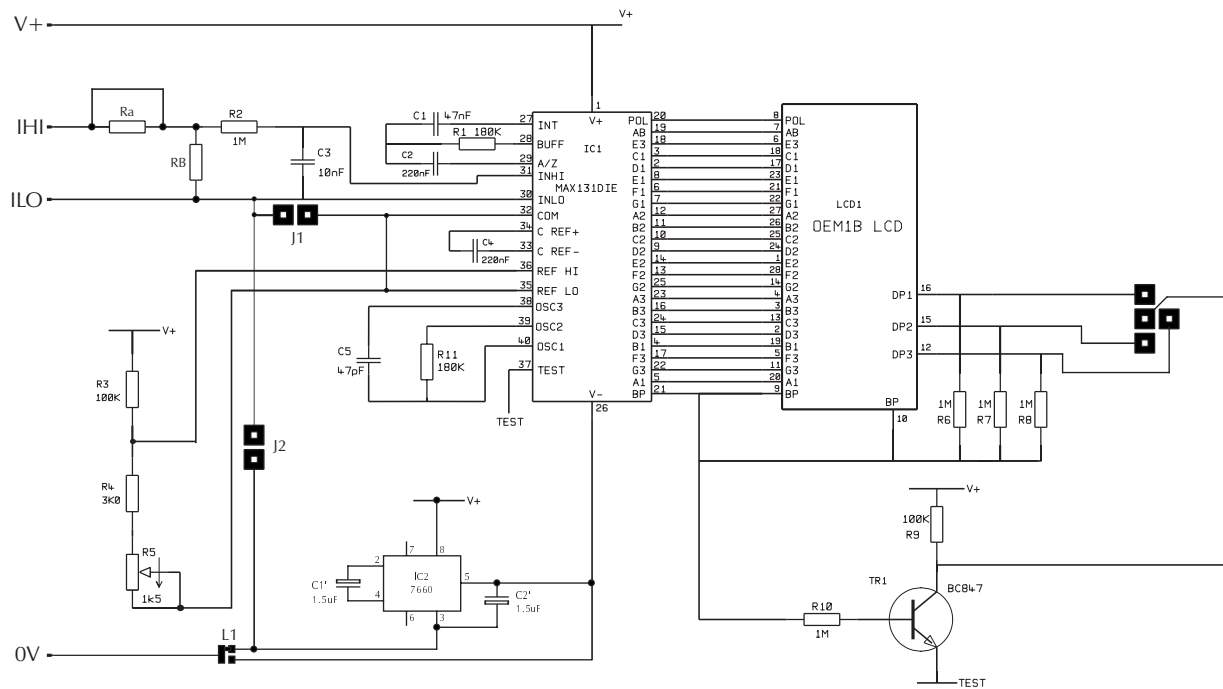 V+
V+
IHI
Ra
R2
1M
RB
C3
10nF
ILO
J1
C1 47nF
R1 180K
C2
220nF
C4
220nF
1
V+
IC1
MAX131DIE
27 INT
28 BUFF
29 A/Z
31 INHI
30 INLO
32 COM
34 C REF+
33 C REF-
36 REF HI
35 REF LO
38 OSC3
39 OSC2
40 OSC1
37 TEST
V-
26
TEST
C5
47pF
R11
180K
POL 20 8 POL
AB 19 7 AB
E3 18 6 E3
C1 3 18 C1
D1 2 17 D1
E1 8 23 E1
F1 6 21 F1
G1 7 22 G1
A2 12 27 A2
B2 11 26 B2
C2 10 25 C2
D2 9 24 D2
E2 14 1 E2
F2 13 28 F2
G2 25 14 G2
A3 23 4 A3
B3 16 3 B3
C3 24 13 C3
D3 15 2 D3
B1 4 19 B1
F3 17 5 F3
G3 22 11 G3
A1 5 20 A1
BP 21 9 BP
LCD1
OEM1B LCD
DP1 16
DP2 15
DP3 12
BP
10
1M
R6
1M
R7
1M
R8
V+
R3
100K
R4
3K0
R5
1k5
J2
V+
7
8
2
IC2
7660
5
4
6
3
C1'
1.5uF
C2'
1.5uF
L1
0V
V+
100K
R9
TR1
BC847
R10
1M
TEST